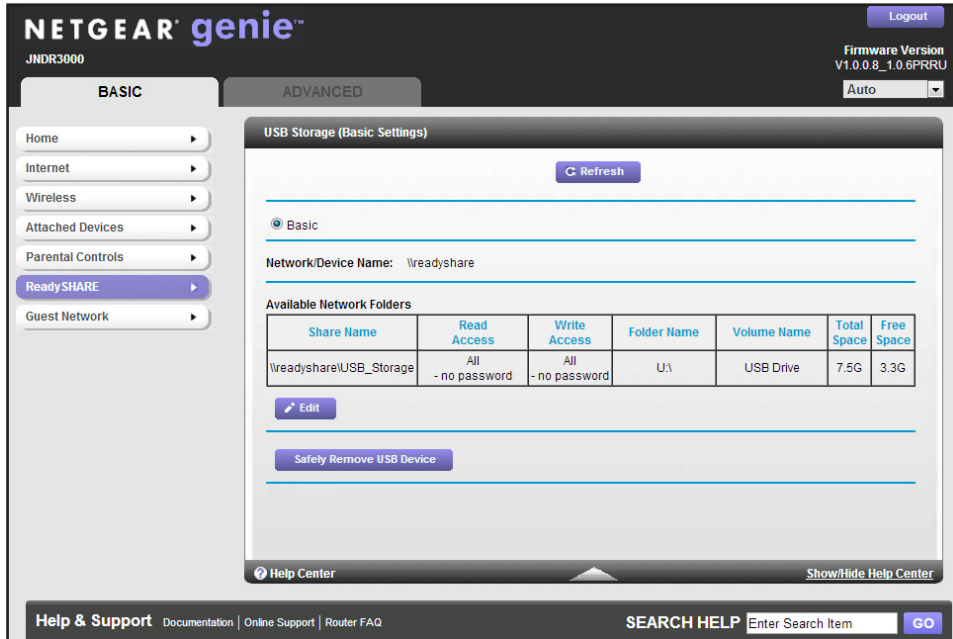 NETGEAR® genie™
Logout
JNDR3000
Firmware Version
V1.0.0.8_1.0.6PRRU
BASIC
ADVANCED
Auto
Home
Internet
Wireless
Attached Devices
Parental Controls
ReadySHARE
Guest Network
USB Storage (Basic Settings)
Refresh
Basic
Network/Device Name: \\readyshare
Available Network Folders
Share Name Read Access Write Access Folder Name Volume Name Total Space Free Space
\\readyshare\USB_Storage All - no password All - no password U:\ USB Drive 7.5G 3.3G
Edit
Safely Remove USB Device
Help Center
Show/Hide Help Center
Help & Support Documentation | Online Support | Router FAQ
SEARCH HELP Enter Search Item GO